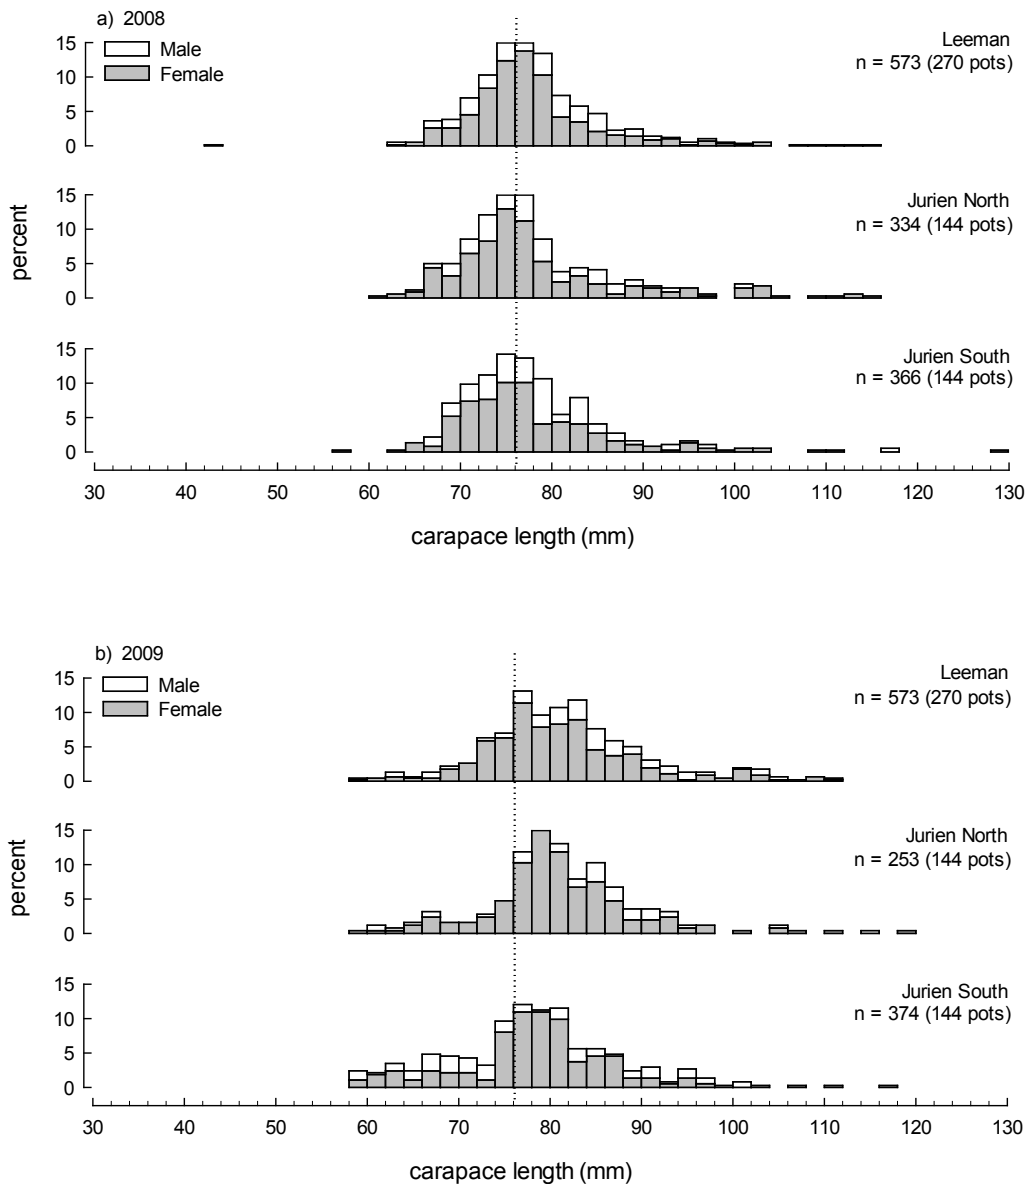 a) 2008
Male
Female
Leeman
n = 573 (270 pots)
15
10
5
0
Jurien North
n = 334 (144 pots)
15
10
5
0
percent
Jurien South
n = 366 (144 pots)
15
10
5
0
30 40 50 60 70 80 90 100 110 120 130
carapace length (mm)
b) 2009
Male
Female
Leeman
n = 573 (270 pots)
15
10
5
0
Jurien North
n = 253 (144 pots)
15
10
5
0
percent
Jurien South
n = 374 (144 pots)
15
10
5
0
30 40 50 60 70 80 90 100 110 120 130
carapace length (mm)